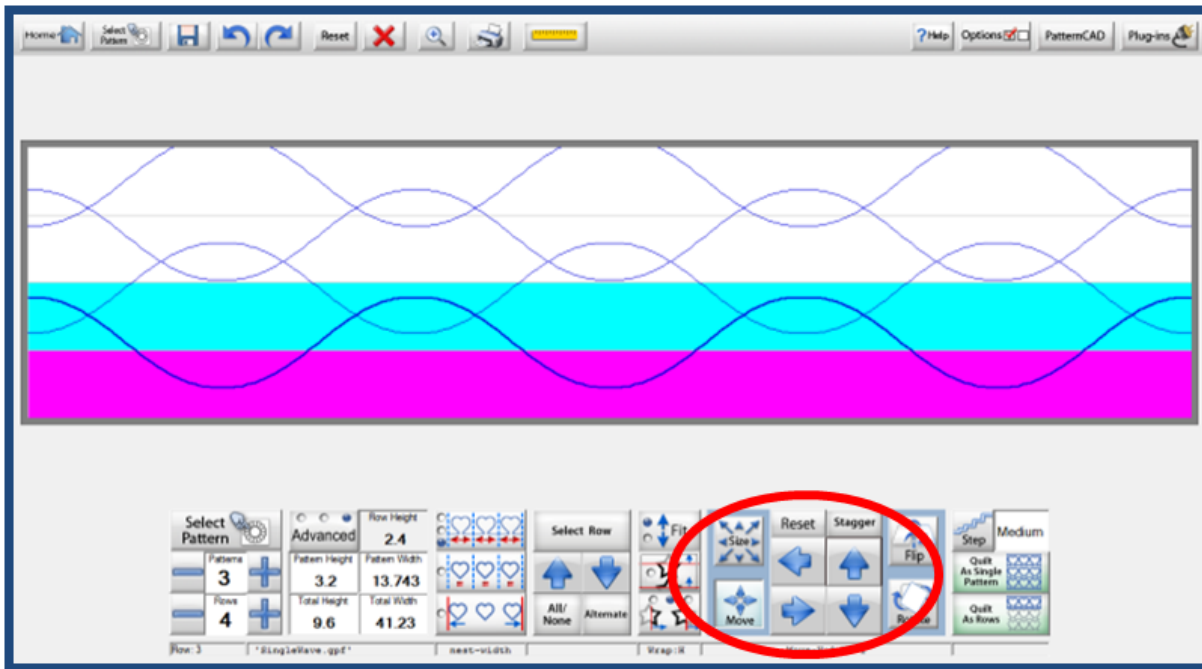 Home
Select Pattern
Reset
?Help
Options
PatternCAD
Plug-ins
Select Pattern
Advanced
Row Height
2.4
Patterns
3
Pattern Height
3.2
Pattern Width
13.743
Rows
4
Total Height
9.6
Total Width
41.23
Select Row
All/
None
Alternate
Fit
Size
Move
Reset
Stagger
Flip
Rotate
Step
Medium
Quilt
As Single
Pattern
Quilt
As Rows
Row:3
"SingleWave.gpf"
nest-width
Wrap:H